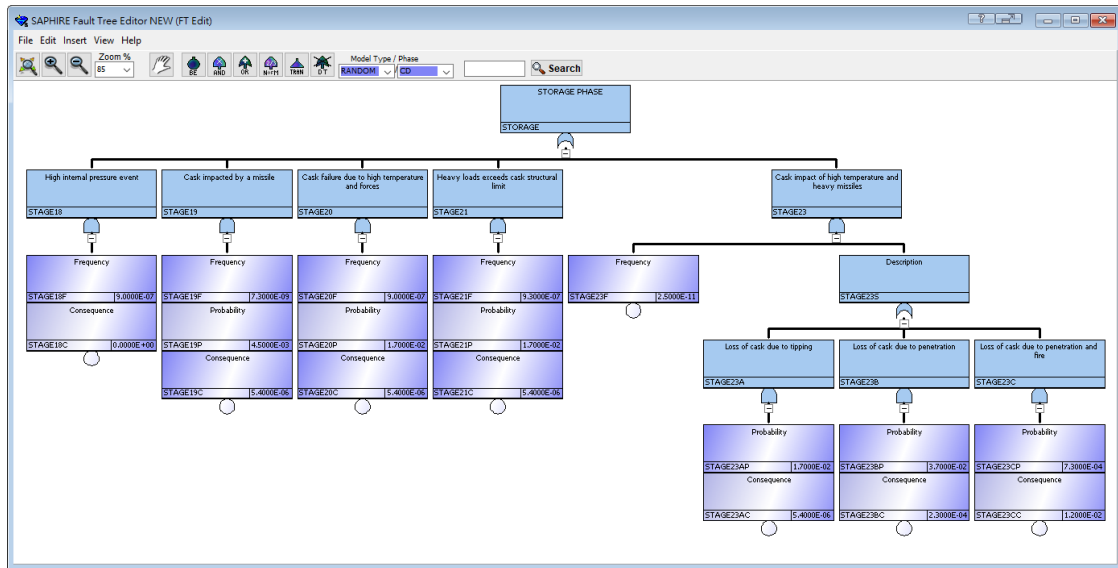 SAPHIRE Fault Tree Editor NEW (FT Edit)
File Edit Insert View Help
Zoom %
85
BE
AND
OR
N=rM
TRAN
DT
Model Type / Phase
RANDOM / CD
Search
STORAGE PHASE
STORAGE
High internal pressure event
STAGE18
Cask impacted by a missile
STAGE19
Cask failure due to high temperature
and forces
STAGE20
Heavy loads exceeds cask structural
limit
STAGE21
Cask impact of high temperature and
heavy missiles
STAGE23
Frequency
STAGE18F 9.0000E-07
Consequence
STAGE18C 0.0000E+00
Frequency
STAGE19F 7.3000E-09
Probability
STAGE19P 4.5000E-03
Consequence
STAGE19C 5.4000E-06
Frequency
STAGE20F 9.0000E-07
Probability
STAGE20P 1.7000E-02
Consequence
STAGE20C 5.4000E-06
Frequency
STAGE21F 9.3000E-07
Probability
STAGE21P 1.7000E-02
Consequence
STAGE21C 5.4000E-06
Frequency
STAGE23F 2.5000E-11
Description
STAGE23S
Loss of cask due to tipping
STAGE23A
Loss of cask due to penetration
STAGE23B
Loss of cask due to penetration and
fire
STAGE23C
Probability
STAGE23AP 1.7000E-02
Consequence
STAGE23AC 5.4000E-06
Probability
STAGE23BP 3.7000E-02
Consequence
STAGE23BC 2.3000E-04
Probability
STAGE23CP 7.3000E-04
Consequence
STAGE23CC 1.2000E-02